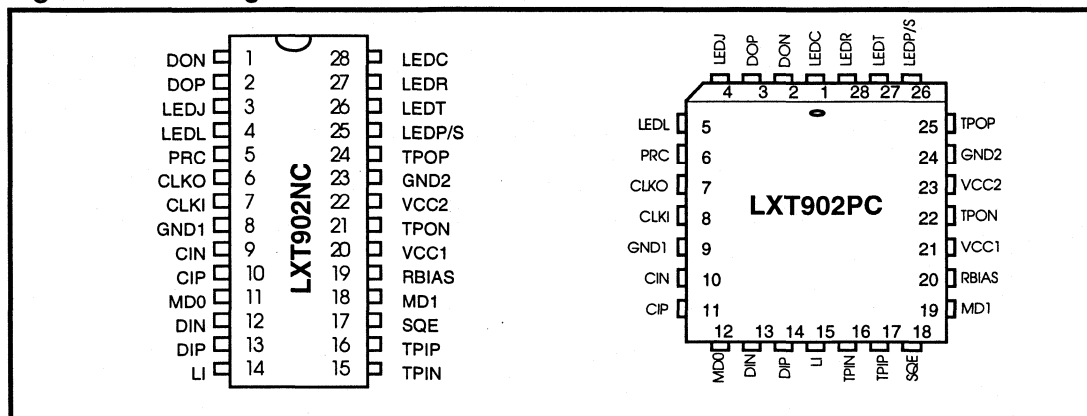 DON 1 28 LEDC
DOP 2 27 LEDR
LEDJ 3 26 LEDT
LEDL 4 25 LEDP/S
PRC 5 24 TPOP
CLKO 6 23 GND2
CLKI 7 22 VCC2
GND1 8 21 TPON
CIN 9 20 VCC1
CIP 10 19 RBIAS
MD0 11 18 MD1
DIN 12 17 SQE
DIP 13 16 TPIP
LI 14 15 TPIN
LXT902NC
LEDJ DOP DON LEDC LEDR LEDT LEDP/S
4 3 2 1 28 27 26
LEDL 5 25 TPOP
PRC 6 24 GND2
CLKO 7 23 VCC2
CLKI 8 22 TPON
GND1 9 21 VCC1
CIN 10 20 RBIAS
CIP 11 19 MD1
LXT902PC
12 13 14 15 16 17 18
MD0 DIN DIP LI TPIN TPIP SQE